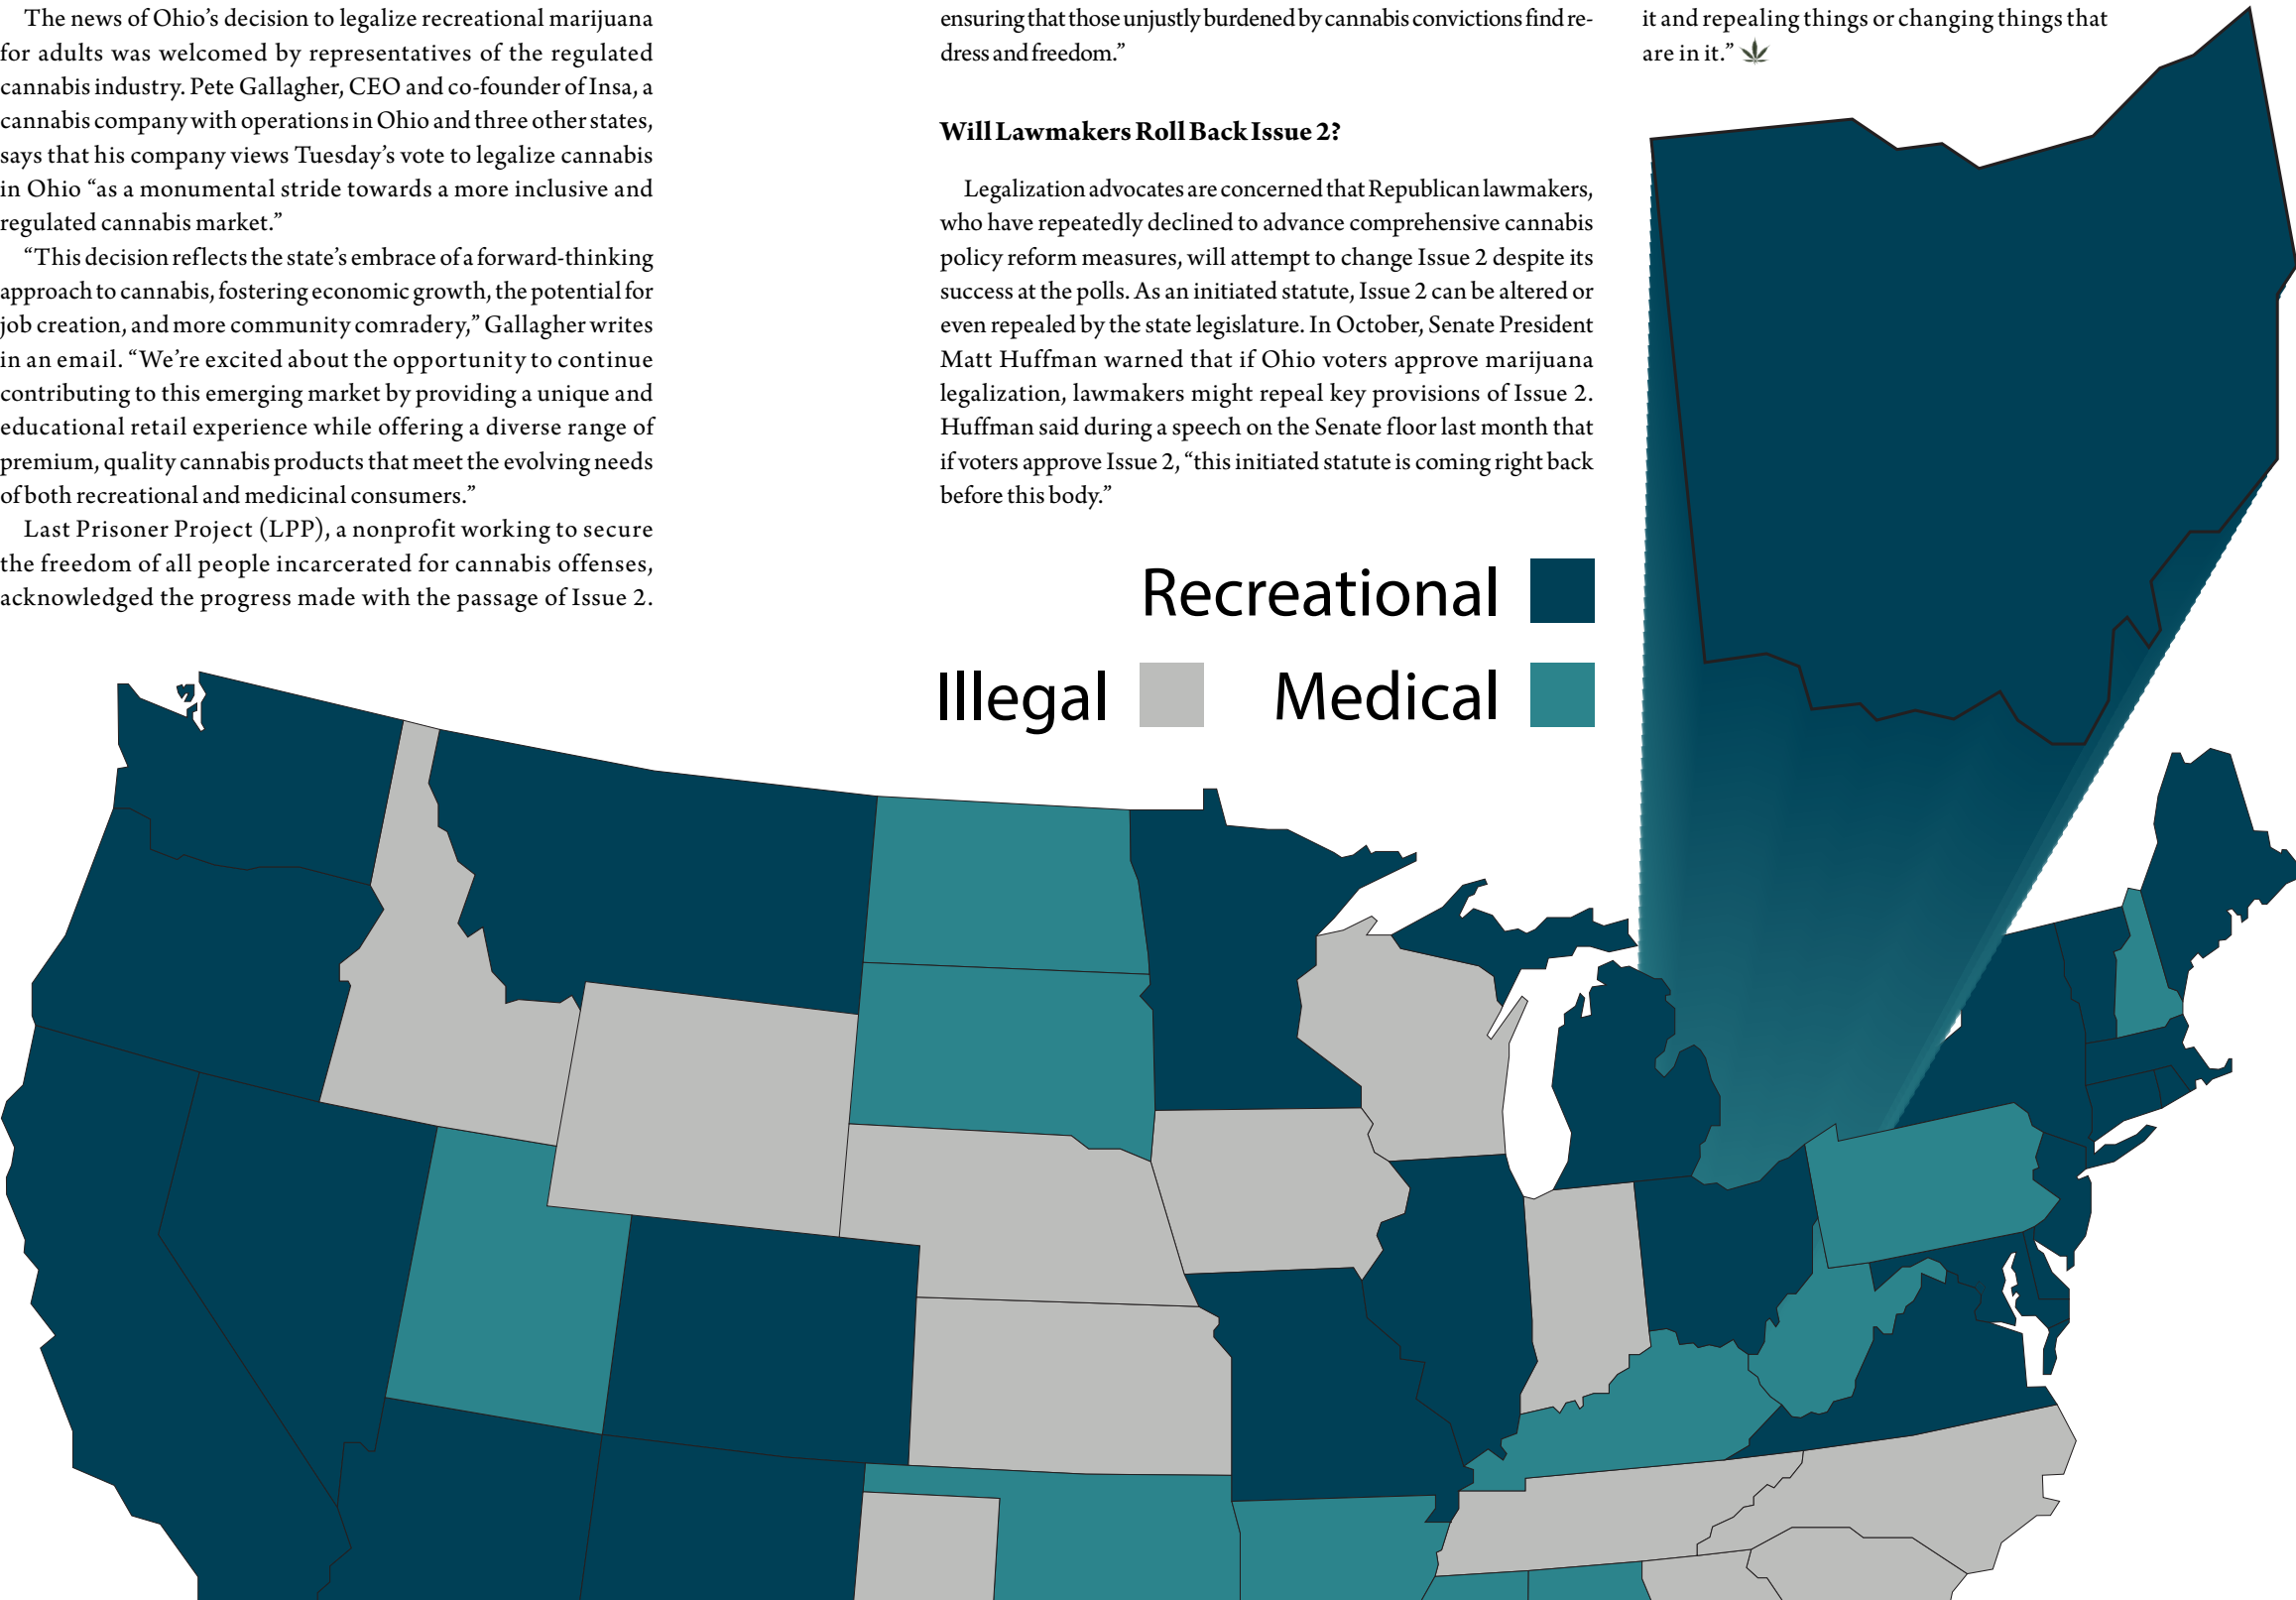 The news of Ohio’s decision to legalize recreational marijuana
for adults was welcomed by representatives of the regulated
cannabis industry. Pete Gallagher, CEO and co-founder of Insa, a
cannabis company with operations in Ohio and three other states,
says that his company views Tuesday’s vote to legalize cannabis
in Ohio “as a monumental stride towards a more inclusive and
regulated cannabis market.”
“This decision reflects the state’s embrace of a forward-thinking
approach to cannabis, fostering economic growth, the potential for
job creation, and more community comradery,” Gallagher writes
in an email. “We’re excited about the opportunity to continue
contributing to this emerging market by providing a unique and
educational retail experience while offering a diverse range of
premium, quality cannabis products that meet the evolving needs
of both recreational and medicinal consumers.”
Last Prisoner Project (LPP), a nonprofit working to secure
the freedom of all people incarcerated for cannabis offenses,
acknowledged the progress made with the passage of Issue 2.
ensuring that those unjustly burdened by cannabis convictions find re-
dress and freedom.”
Will Lawmakers Roll Back Issue 2?
Legalization advocates are concerned that Republican lawmakers,
who have repeatedly declined to advance comprehensive cannabis
policy reform measures, will attempt to change Issue 2 despite its
success at the polls. As an initiated statute, Issue 2 can be altered or
even repealed by the state legislature. In October, Senate President
Matt Huffman warned that if Ohio voters approve marijuana
legalization, lawmakers might repeal key provisions of Issue 2.
Huffman said during a speech on the Senate floor last month that
if voters approve Issue 2, “this initiated statute is coming right back
before this body.”
it and repealing things or changing things that
are in it.”
Recreational
Illegal
Medical